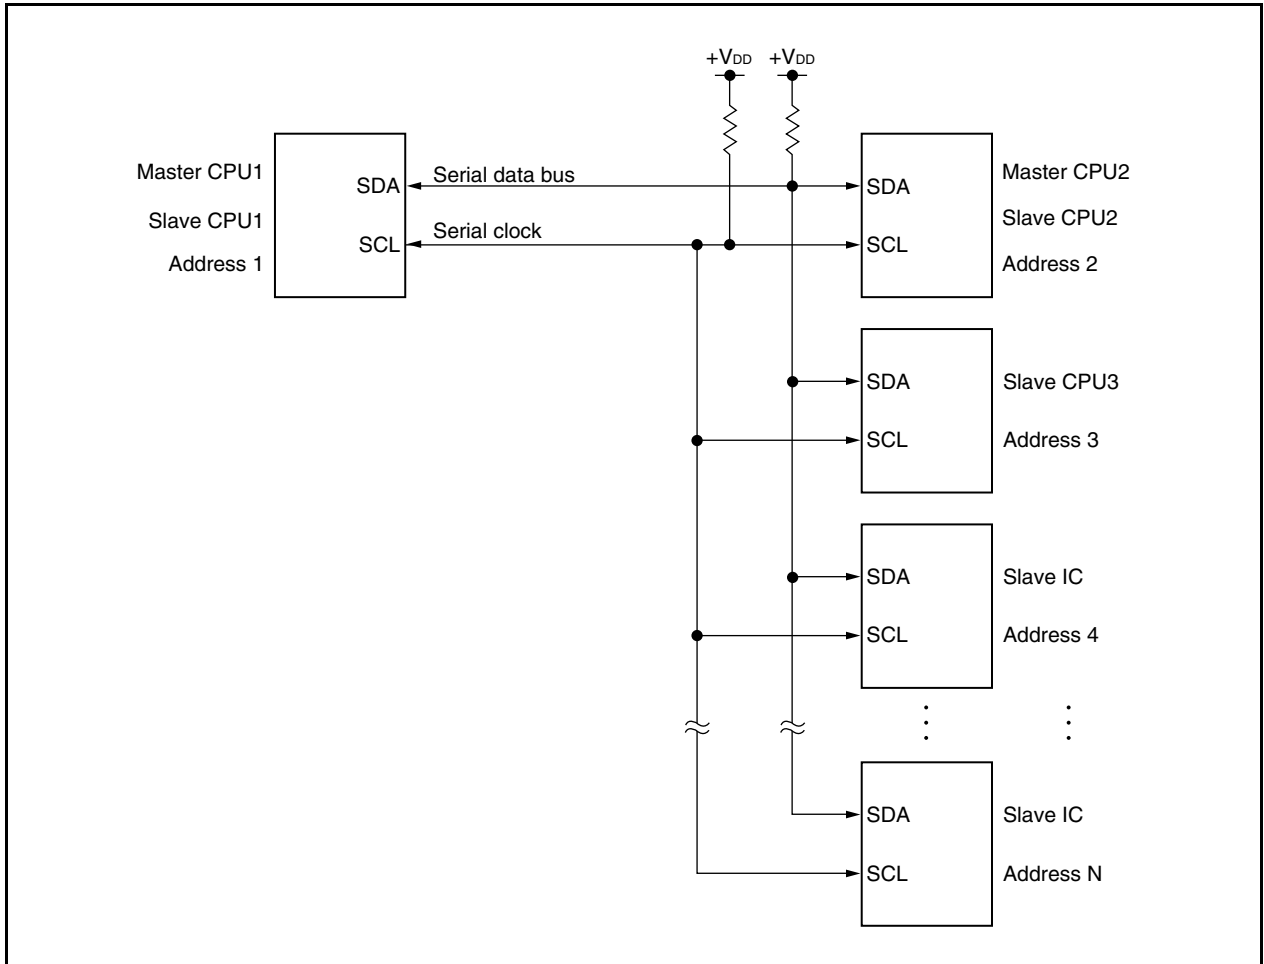 +VDD +VDD
Master CPU1
Slave CPU1
Address 1
SDA
SCL
Serial data bus
Serial clock
SDA
SCL
Master CPU2
Slave CPU2
Address 2
SDA
SCL
Slave CPU3
Address 3
SDA
SCL
Slave IC
Address 4
SDA
SCL
Slave IC
Address N